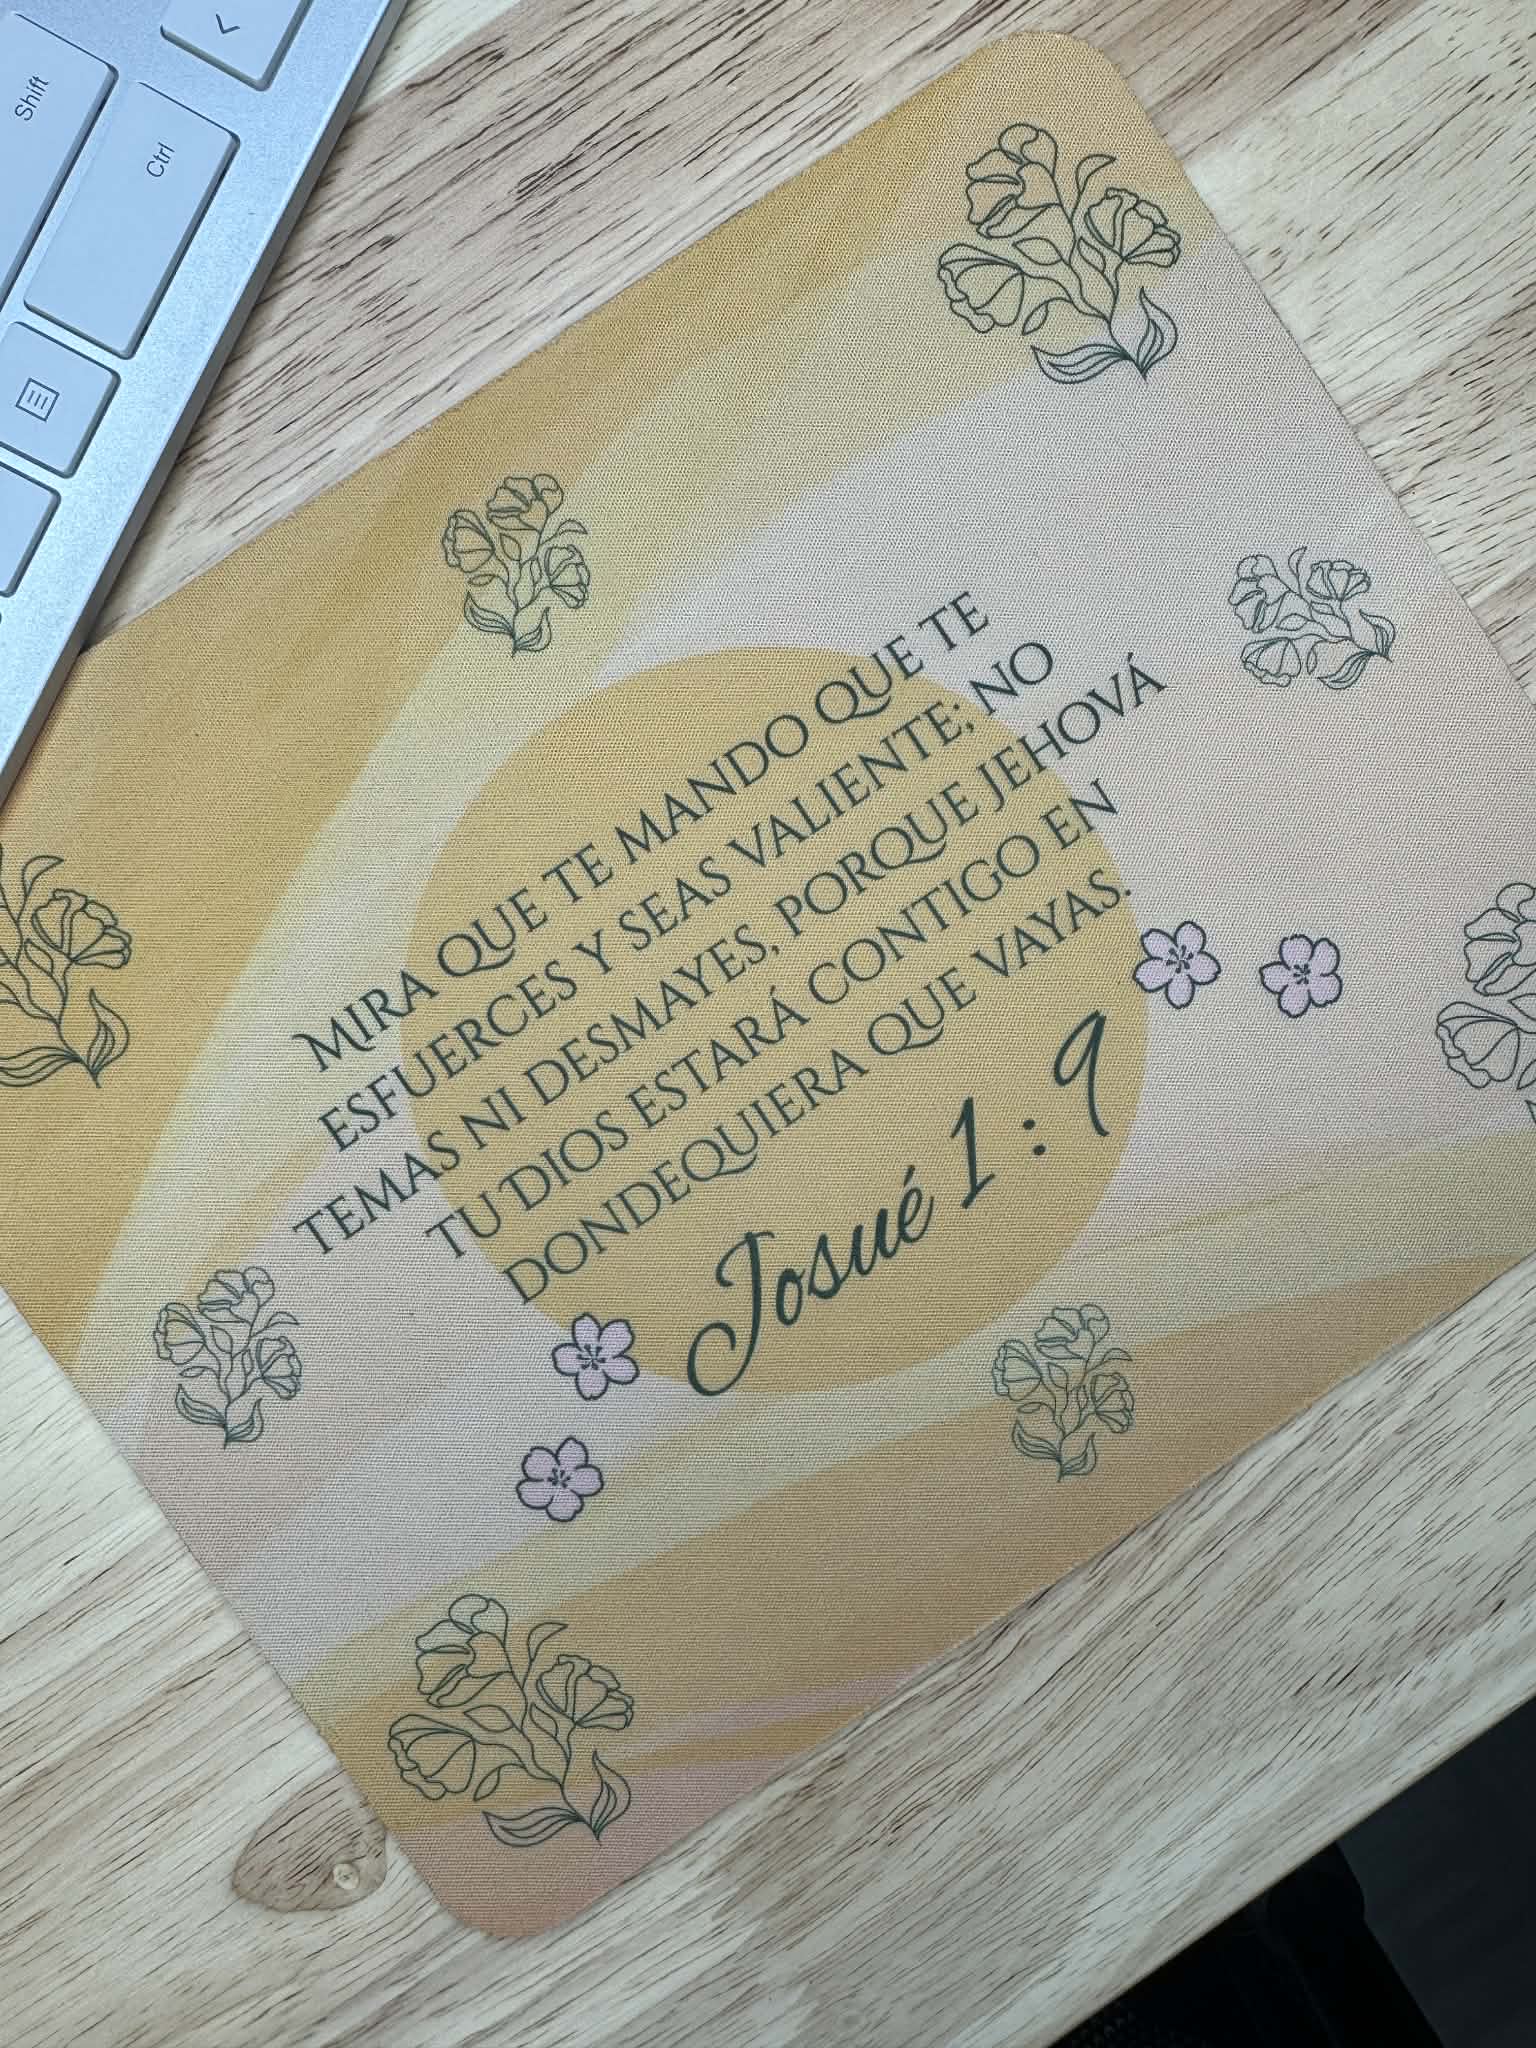 Shift
Ctrl
MIRA QUE TE MANDO QUE TE
ESFUERCES Y SEAS VALIENTE; NO
TEMAS NI DESMAYES, PORQUE JEHOVÁ
TU DIOS ESTARÁ CONTIGO EN
DONDEQUIERA QUE VAYAS.
Josué 1 : 9